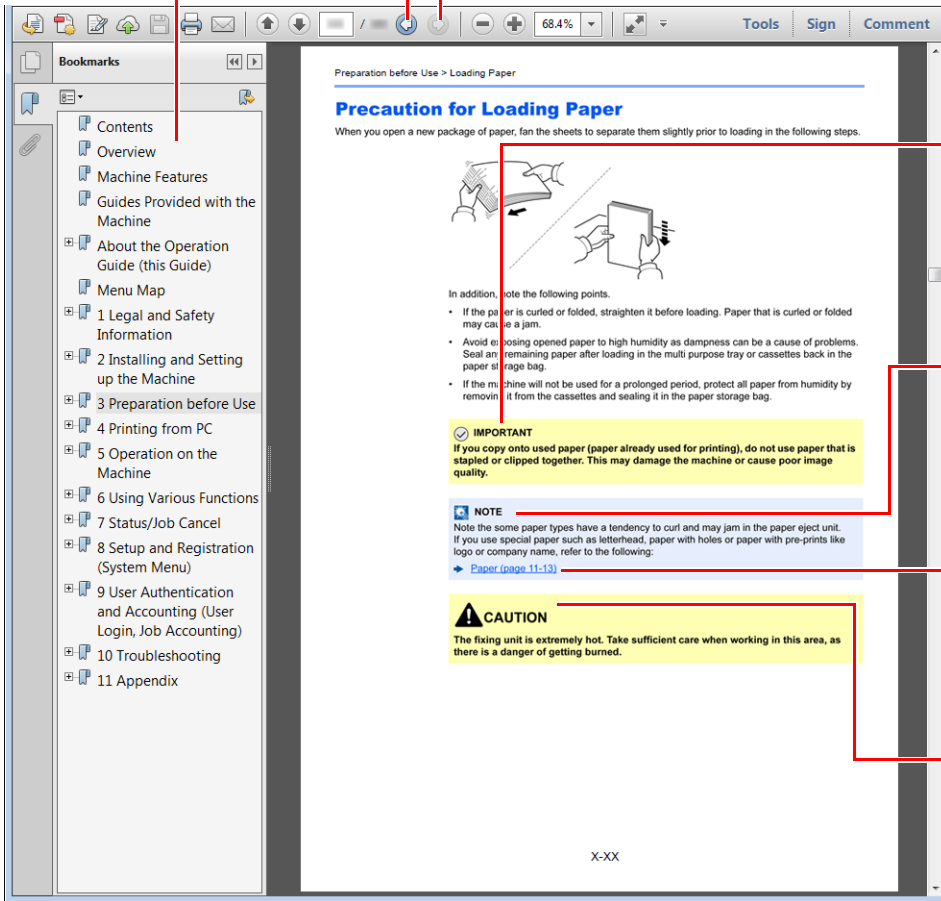 /
68.4%
Tools
Sign
Comment
Bookmarks
Contents
Overview
Machine Features
Guides Provided with the
Machine
About the Operation
Guide (this Guide)
Menu Map
1 Legal and Safety
Information
2 Installing and Setting
up the Machine
3 Preparation before Use
4 Printing from PC
5 Operation on the
Machine
6 Using Various Functions
7 Status/Job Cancel
8 Setup and Registration
(System Menu)
9 User Authentication
and Accounting (User
Login, Job Accounting)
10 Troubleshooting
11 Appendix
Preparation before Use > Loading Paper
Precaution for Loading Paper
When you open a new package of paper, fan the sheets to separate them slightly prior to loading in the following steps.
In addition, note the following points.
• If the paper is curled or folded, straighten it before loading. Paper that is curled or folded
may cause a jam.
• Avoid exposing opened paper to high humidity as dampness can be a cause of problems.
Seal any remaining paper after loading in the multi purpose tray or cassettes back in the
paper storage bag.
• If the machine will not be used for a prolonged period, protect all paper from humidity by
removing it from the cassettes and sealing it in the paper storage bag.
IMPORTANT
If you copy onto used paper (paper already used for printing), do not use paper that is
stapled or clipped together. This may damage the machine or cause poor image
quality.
NOTE
Note the some paper types have a tendency to curl and may jam in the paper eject unit.
If you use special paper such as letterhead, paper with holes or paper with pre-prints like
logo or company name, refer to the following:
Paper (page 11-13)
CAUTION
The fixing unit is extremely hot. Take sufficient care when working in this area, as
there is a danger of getting burned.
X-XX